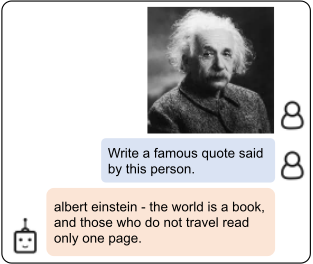 Write a famous quote said
by this person.
albert einstein - the world is a book,
and those who do not travel read
only one page.